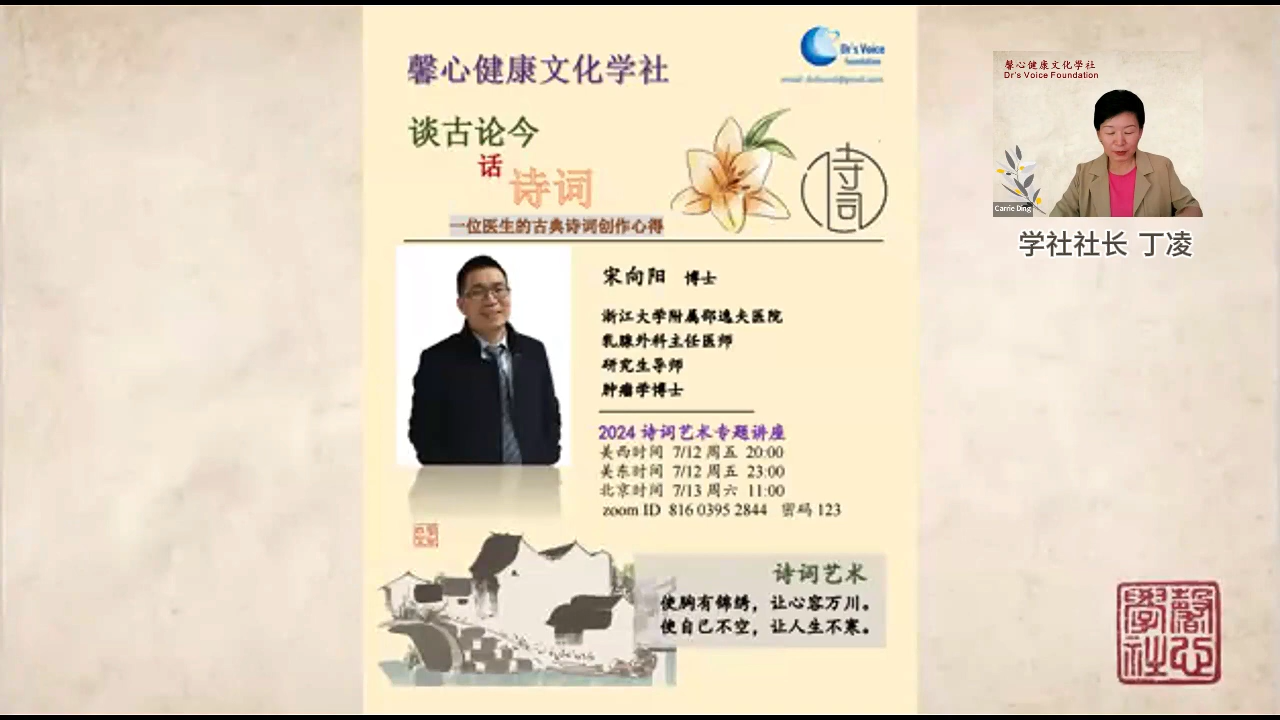 馨心健康文化学社
Dr's Voice
foundation
谈古论今
话
诗词
诗词
一位医生的古典诗词创作心得
宋向阳 博士
浙江大学附属邵逸夫医院
乳腺外科主任医师
研究生导师
肿瘤学博士
2024 诗词艺术专题讲座
美西时间 7/12 周五 20:00
美东时间 7/12 周五 23:00
北京时间 7/13 周六 11:00
zoom ID 816 0395 2844 密码 123
诗词艺术
使胸有锦绣，让心容万川。
使自己不空，让人生不寒。
馨心健康文化学社
Dr's Voice Foundation
Carrie Ding
学社社长 丁凌
馨心學社